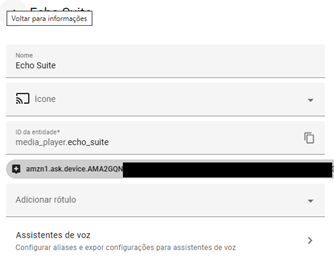 Echo Suite
Voltar para informações
Nome
Echo Suite
Ícone
ID da entidade*
media_player.echo_suite
amzn1.ask.device.AMA2GQN
Adicionar rótulo
Assistentes de voz
Configurar aliases e expor configurações para assistentes de voz